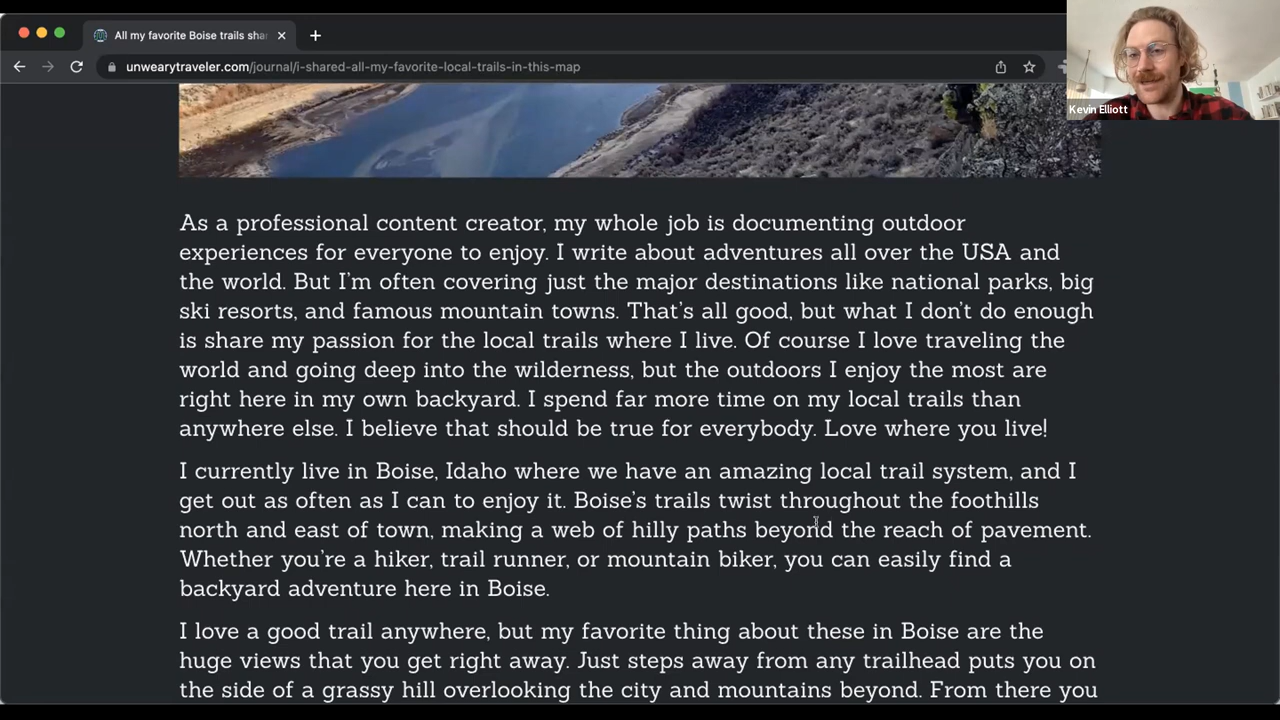 All my favorite Boise trails sha
unwearytraveler.com/journal/i-shared-all-my-favorite-local-trails-in-this-map
Kevin Elliott
As a professional content creator, my whole job is documenting outdoor
experiences for everyone to enjoy. I write about adventures all over the USA and
the world. But I’m often covering just the major destinations like national parks, big
ski resorts, and famous mountain towns. That’s all good, but what I don’t do enough
is share my passion for the local trails where I live. Of course I love traveling the
world and going deep into the wilderness, but the outdoors I enjoy the most are
right here in my own backyard. I spend far more time on my local trails than
anywhere else. I believe that should be true for everybody. Love where you live!
I currently live in Boise, Idaho where we have an amazing local trail system, and I
get out as often as I can to enjoy it. Boise’s trails twist throughout the foothills
north and east of town, making a web of hilly paths beyond the reach of pavement.
Whether you’re a hiker, trail runner, or mountain biker, you can easily find a
backyard adventure here in Boise.
I love a good trail anywhere, but my favorite thing about these in Boise are the
huge views that you get right away. Just steps away from any trailhead puts you on
the side of a grassy hill overlooking the city and mountains beyond. From there you